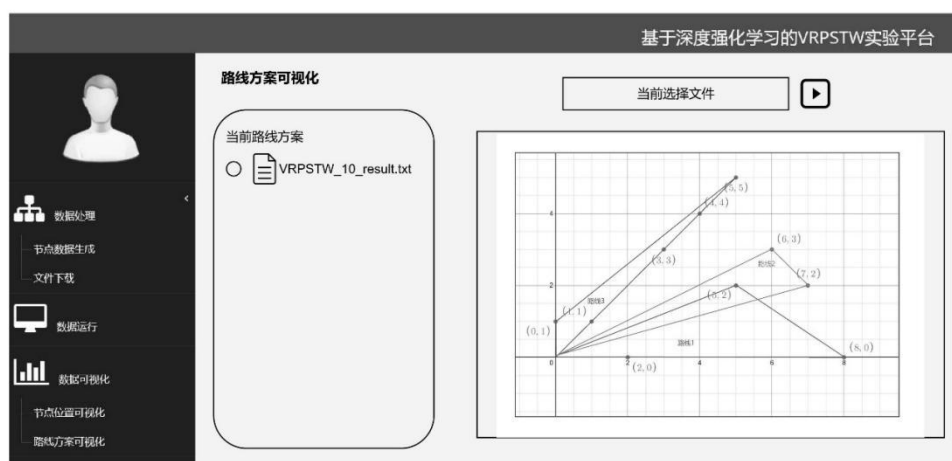 基于深度强化学习的VRPSTW实验平台
数据处理
节点数据生成
文件下载
数据运行
数据可视化
节点位置可视化
路线方案可视化
路线方案可视化
当前选择文件
当前路线方案
VRPSTW_10_result.txt
(5,5)
4
(4,4)
(6,3)
(3,3)
路线2
(7,2)
2
(5,2)
路线3
(1,1)
(0,1)
路线1
(8,0)
0
2
4
6
8
(2,0)